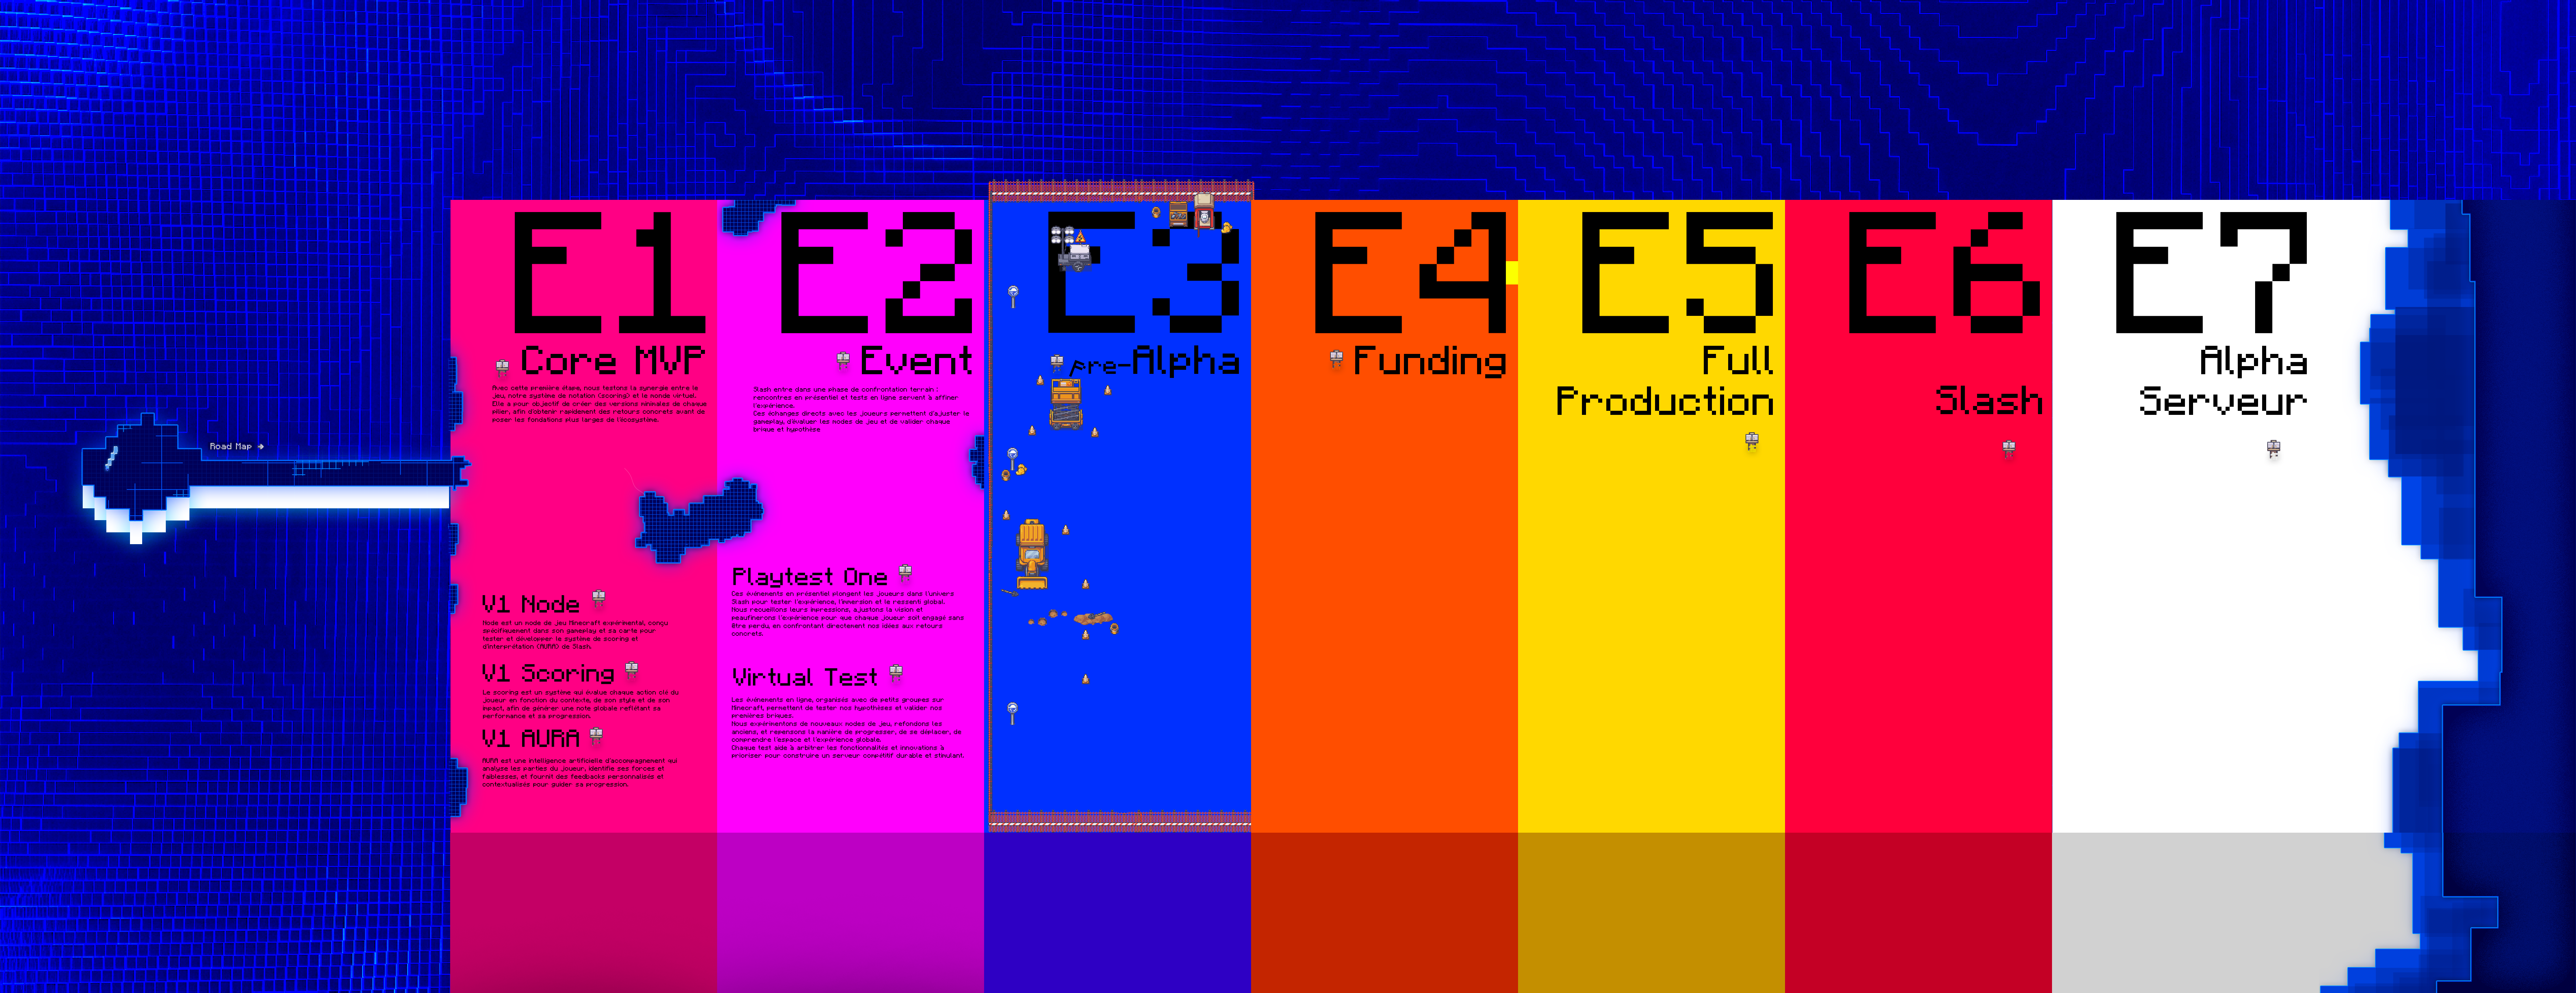 Road Map →
E1
Core MVP
Avec cette première étape, nous testons la synergie entre le
jeu, notre système de notation (scoring) et le monde virtuel.
Elle a pour objectif de créer des versions minimales de chaque
pilier, afin d'obtenir rapidement des retours concrets avant de
poser les fondations plus larges de l'écosystème.
V1 Node
Node est un mode de jeu Minecraft expérimental, conçu
spécifiquement dans son gameplay et sa carte pour
tester et développer le système de scoring et
d'interprétation (AURA) de Slash.
V1 Scoring
Le scoring est un système qui évalue chaque action clé du
joueur en fonction du contexte, de son style et de son
impact, afin de générer une note globale reflétant sa
performance et sa progression.
V1 AURA
AURA est une intelligence artificielle d'accompagnement qui
analyse les parties du joueur, identifie ses forces et
faiblesses, et fournit des feedbacks personnalisés et
contextualisés pour guider sa progression.
E2
Event
Slash entre dans une phase de confrontation terrain :
rencontres en présentiel et tests en ligne servent à affiner
l'expérience.
Ces échanges directs avec les joueurs permettent d'ajuster le
gameplay, d'évaluer les modes de jeu et de valider chaque
brique et hypothèse
Playtest One
Ces événements en présentiel plongent les joueurs dans l'univers
Slash pour tester l'expérience, l'immersion et le ressenti global.
Nous recueillons leurs impressions, ajustons la vision et
peaufinerons l'expérience pour que chaque joueur soit engagé sans
être perdu, en confrontant directement nos idées aux retours
concrets.
Virtual Test
Les événements en ligne, organisés avec de petits groupes sur
Minecraft, permettent de tester nos hypothèses et valider nos
premières briques.
Nous expérimentons de nouveaux modes de jeu, refondons les
anciens, et repensons la manière de progresser, de se déplacer, de
comprendre l'espace et l'expérience globale.
Chaque test aide à arbitrer les fonctionnalités et innovations à
prioriser pour construire un serveur compétitif durable et stimulant.
E3
pre-Alpha
E4
Funding
E5
Full
Production
E6
Slash
E7
Alpha
Serveur